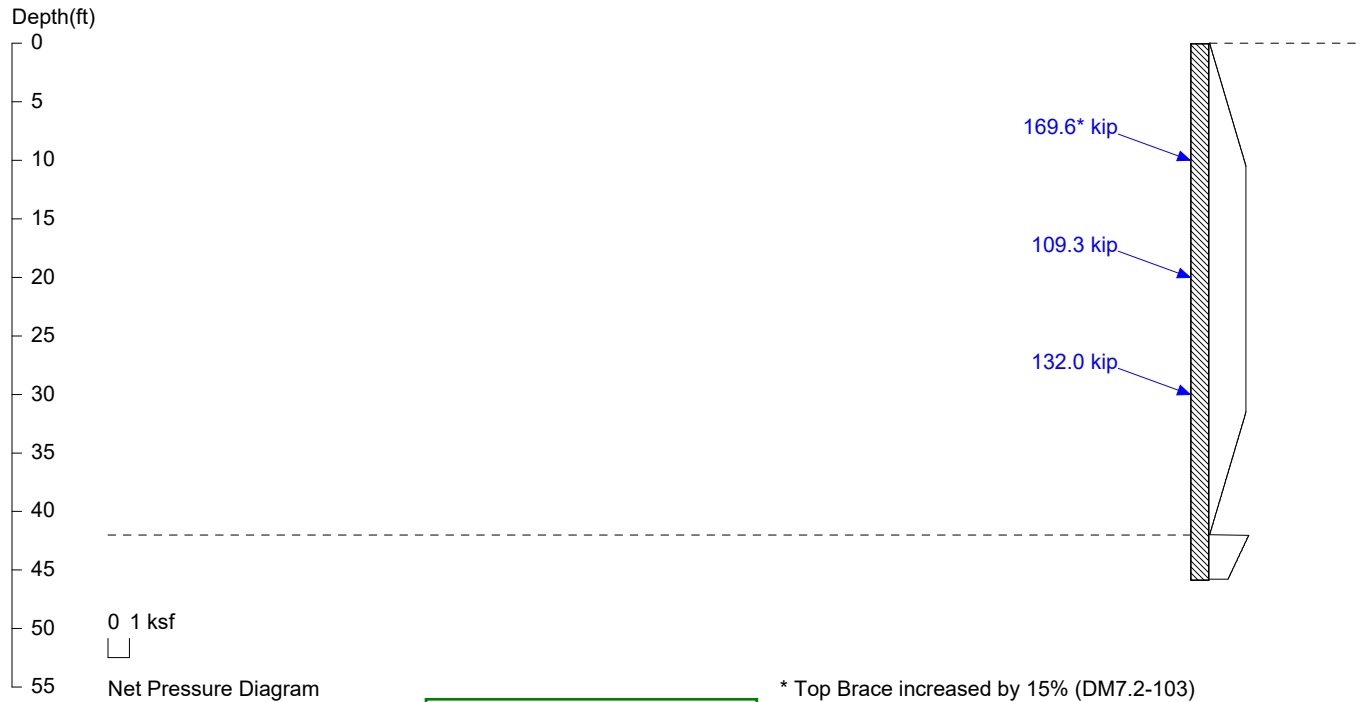 Depth(ft)
0
5
10
15
20
25
30
35
40
45
50
55
169.6* kip
109.3 kip
132.0 kip
0 1 ksf
Net Pressure Diagram
* Top Brace increased by 15% (DM7.2-103)